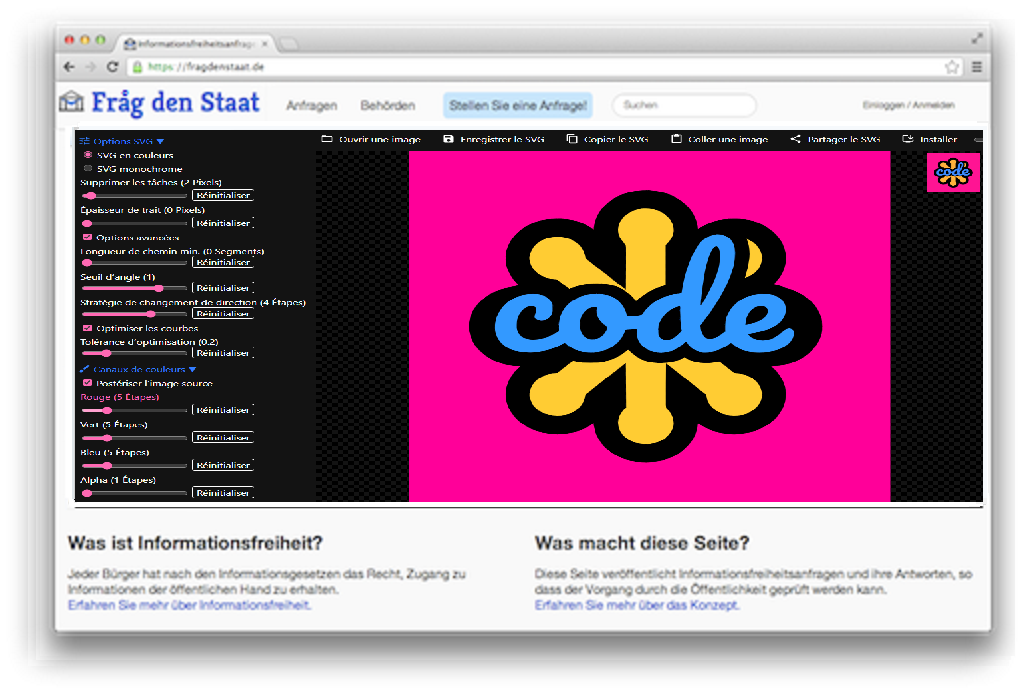 Informationsfreiheitsanfrag
https://fragdenstaat.de
Fråg den Staat
Anfragen
Behörden
Stellen Sie eine Anfrage!
Suchen
Einloggen / Anmelden
Options SVG ▼
Ouvrir une image
Enregistrer le SVG
Copier le SVG
Coller une image
Partager le SVG
Installer
SVG en couleurs
SVG monochrome
Supprimer les tâches (2 Pixels)
Réinitialiser
Épaisseur de trait (0 Pixels)
Réinitialiser
Options avancées
Longueur de chemin min. (0 Segments)
Réinitialiser
Seuil d'angle (1)
Réinitialiser
Stratégie de changement de direction (4 Étapes)
Réinitialiser
Optimiser les courbes
Tolérance d'optimisation (0.2)
Réinitialiser
Canaux de couleurs ▼
Postériser l'image source
Rouge (5 Étapes)
Réinitialiser
Vert (5 Étapes)
Réinitialiser
Bleu (5 Étapes)
Réinitialiser
Alpha (1 Étapes)
Réinitialiser
code
code
Was ist Informationsfreiheit?
Jeder Bürger hat nach den Informationsgesetzen das Recht, Zugang zu
Informationen der öffentlichen Hand zu erhalten.
Erfahren Sie mehr über Informationsfreiheit.
Was macht diese Seite?
Diese Seite veröffentlicht Informationsfreiheitsanfragen und ihre Antworten, so
dass der Vorgang durch die Öffentlichkeit geprüft werden kann.
Erfahren Sie mehr über das Konzept.